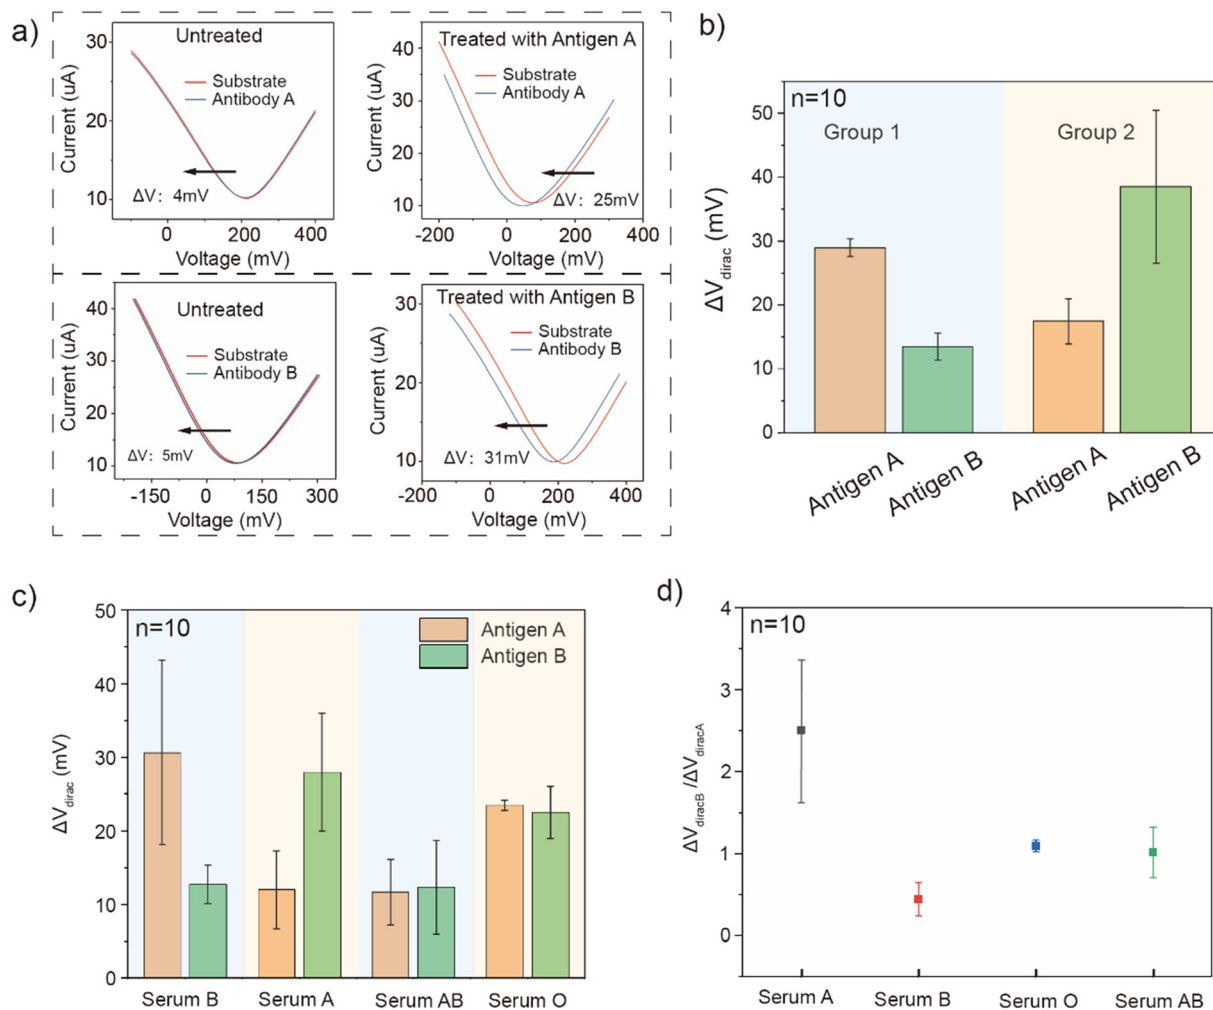 a)
Untreated
Substrate
Antibody A
ΔV: 4mV
Current (uA)
30
20
10
0
200
400
Voltage (mV)
Treated with Antigen A
Substrate
Antibody A
ΔV: 25mV
Current (uA)
40
30
20
10
-200
0
200
400
Voltage (mV)
Untreated
Substrate
Antibody B
ΔV: 5mV
Current (uA)
40
30
20
10
-150
0
150
300
Voltage (mV)
Treated with Antigen B
Substrate
Antibody B
ΔV: 31mV
Current (uA)
30
20
10
-200
0
200
400
Voltage (mV)
b)
n=10
Group 1
Group 2
ΔVdirac (mV)
50
40
30
20
10
0
Antigen A
Antigen B
Antigen A
Antigen B
c)
n=10
Antigen A
Antigen B
ΔVdirac (mV)
50
40
30
20
10
0
Serum B
Serum A
Serum AB
Serum O
d)
n=10
ΔVdiracB /ΔVdiracA
4
3
2
1
0
Serum A
Serum B
Serum O
Serum AB